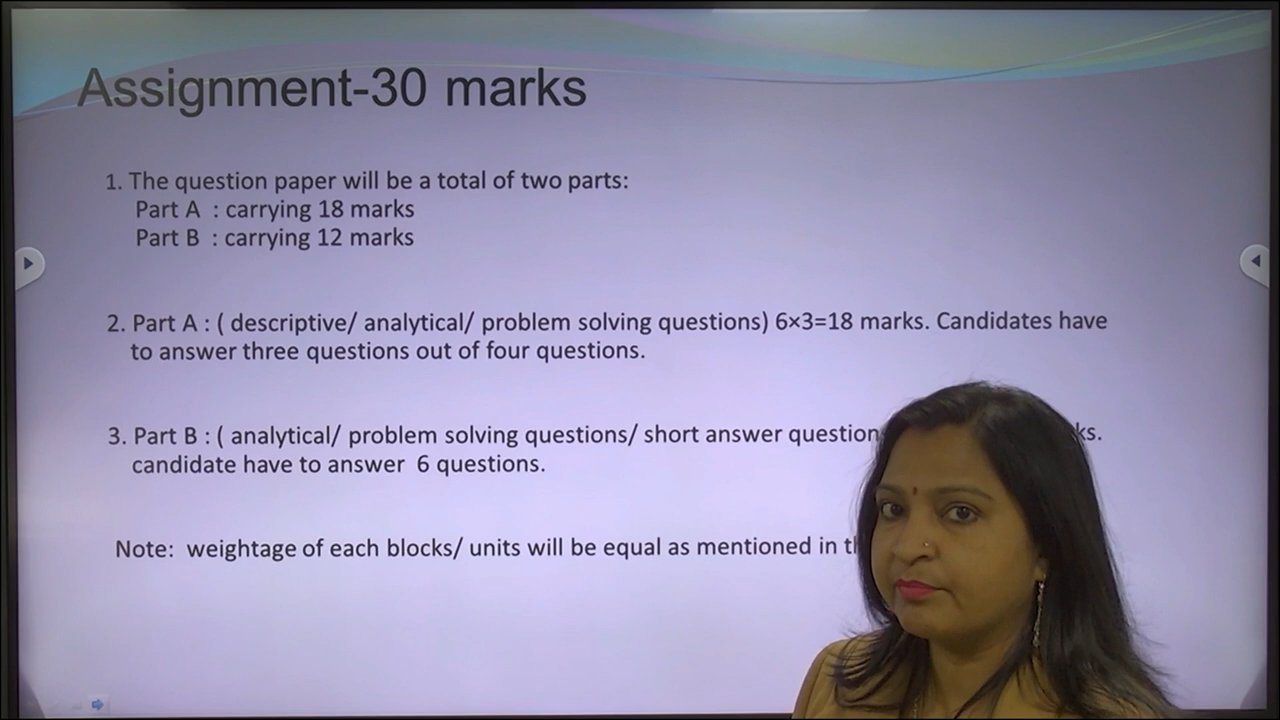 Assignment-30 marks
1. The question paper will be a total of two parts:
Part A : carrying 18 marks
Part B : carrying 12 marks
2. Part A : ( descriptive/ analytical/ problem solving questions) 6×3=18 marks. Candidates have
to answer three questions out of four questions.
3. Part B : ( analytical/ problem solving questions/ short answer question
candidate have to answer 6 questions.
Note: weightage of each blocks/ units will be equal as mentioned in